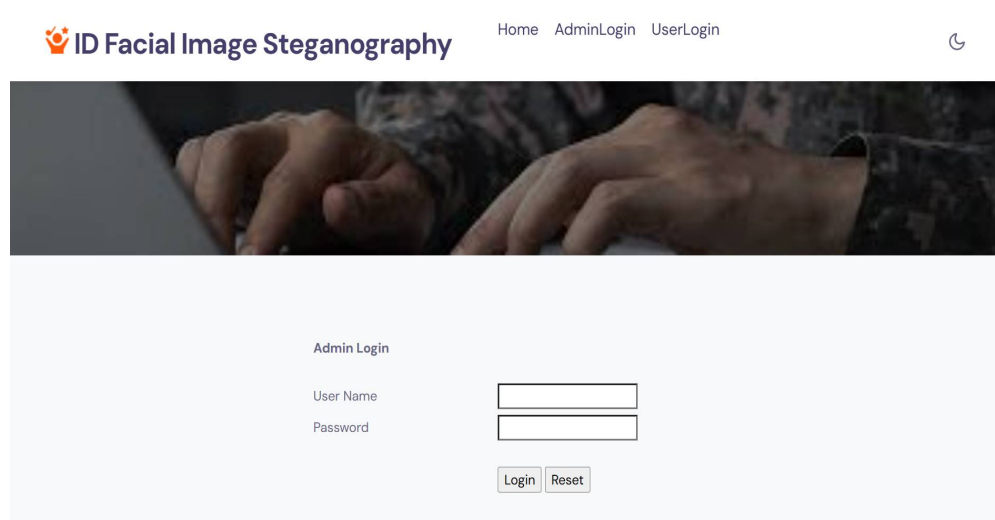 ID Facial Image Steganography
Home AdminLogin UserLogin
Admin Login
User Name
Password
Login Reset